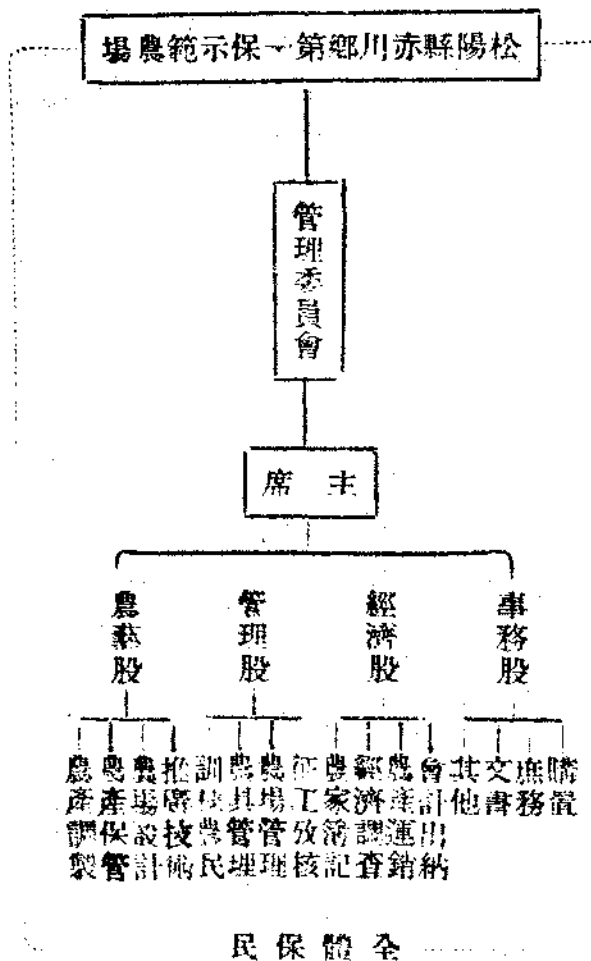 松陽縣赤川鄉第一保示範農場
管理委員會
主席
事務股
經濟股
管理股
農藝股
購置
庶務
文書
其他
會計出納
農產運銷
經濟調查
農家簿記
征工攷核
農場管理
農具管理
訓練農民
推廣技術
農場設計
農產保管
農產調製
全體保民